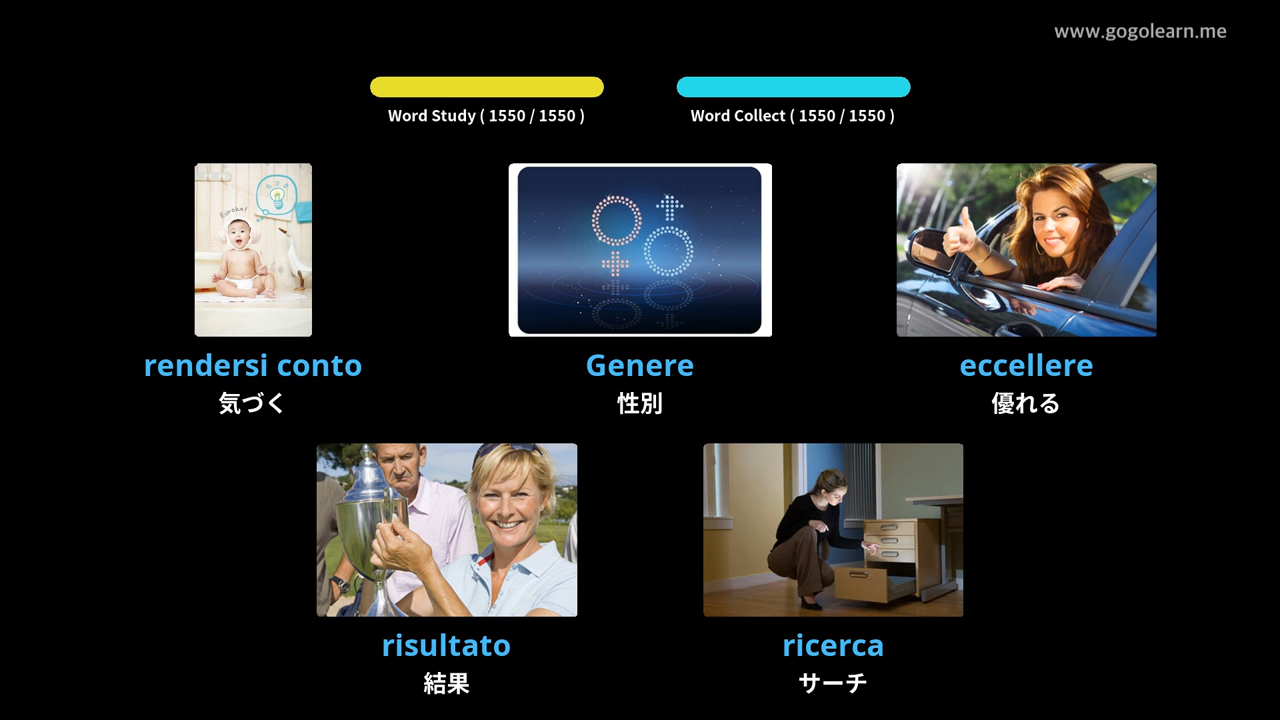 www.gogolearn.me
Word Study ( 1550 / 1550 )
Word Collect ( 1550 / 1550 )
Eureka!
rendersi conto
気づく
Genere
性別
eccellere
優れる
risultato
結果
ricerca
サーチ